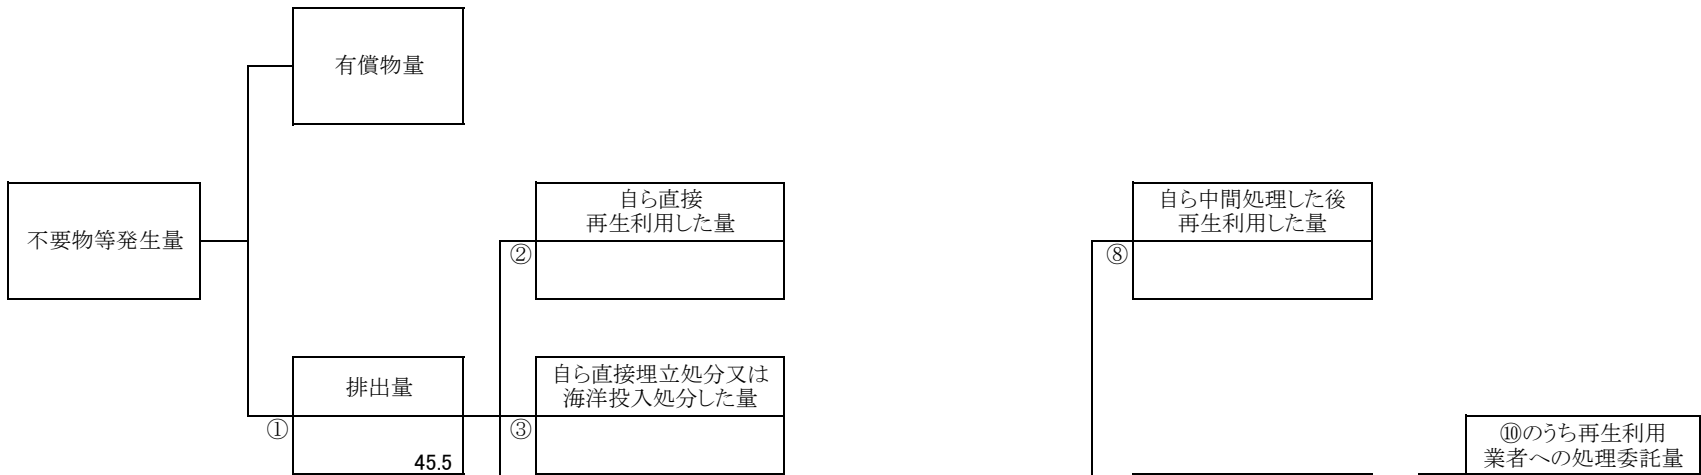 有償物量
不要物等発生量
自ら直接
再生利用した量
②
自ら中間処理した後
再生利用した量
⑧
排出量
①
45.5
自ら直接埋立処分又は
海洋投入処分した量
③
⑩のうち再生利用
業者への処理委託量